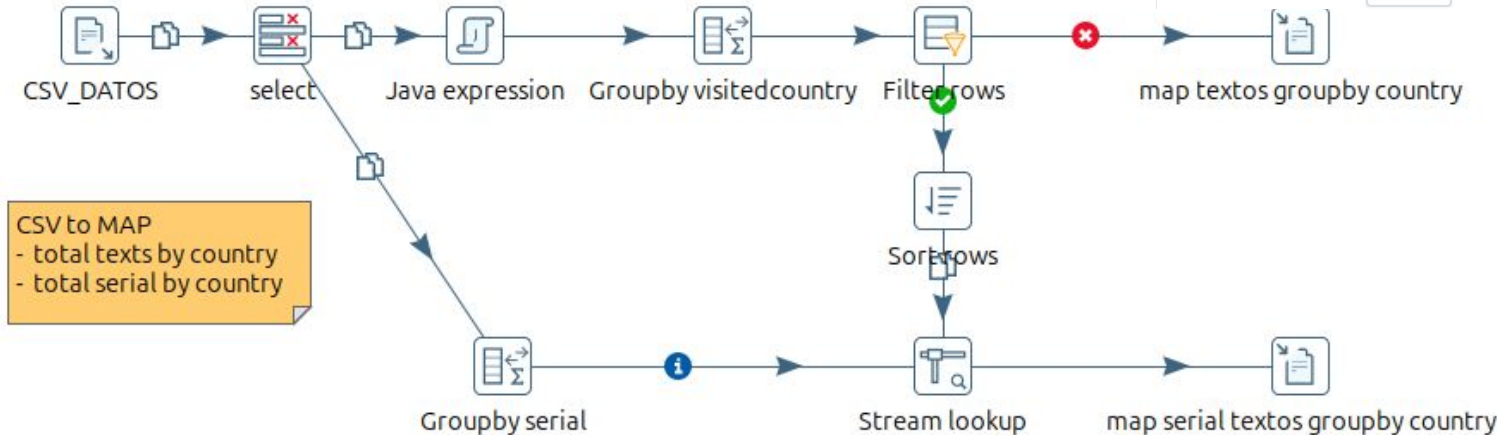 CSV_DATOS
select
Java expression
Groupby visitedcountry
Filter rows
map textos groupby country
CSV to MAP
- total texts by country
- total serial by country
Sort rows
Groupby serial
Stream lookup
map serial textos groupby country